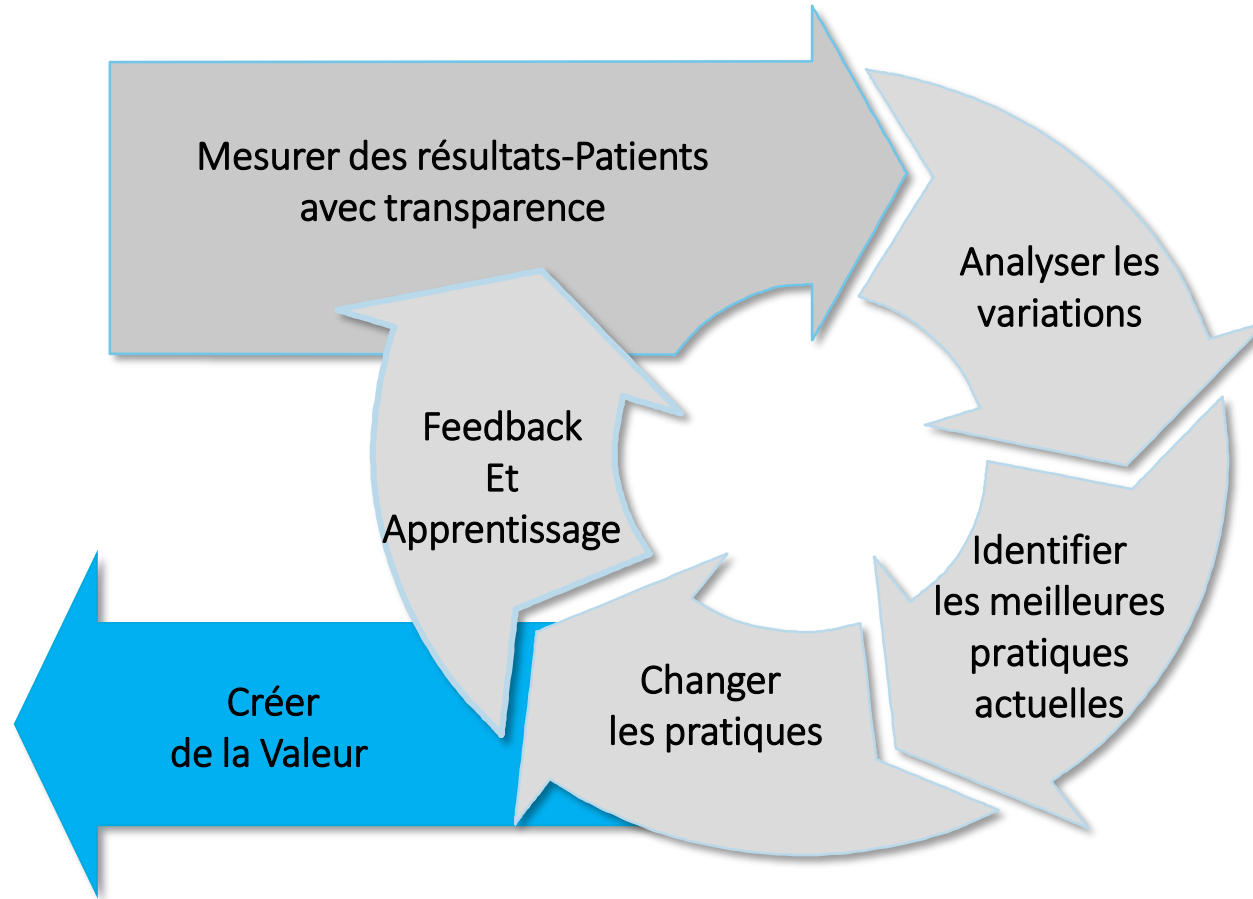 Mesurer des résultats-Patients
avec transparence
Analyser les
variations
Identifier
les meilleures
pratiques
actuelles
Changer
les pratiques
Feedback
Et
Apprentissage
Créer
de la Valeur